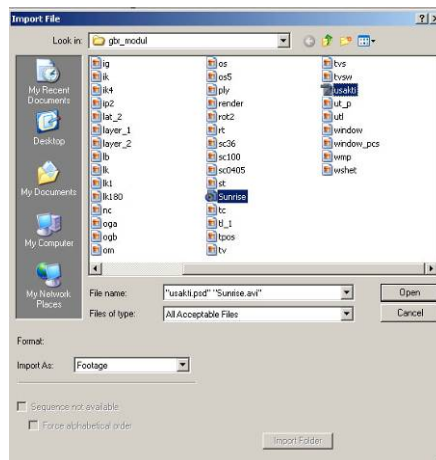 Import File
Look in: gbx_modul
My Recent Documents
Desktop
My Documents
My Computer
My Network Places
ig
ik
ik4
ip2
lat_2
layer_1
layer_2
lb
lk
lk1
lk180
nc
oga
ogb
om
os
os5
ply
render
rot2
rt
sc36
sc100
sc0405
st
Sunrise
tc
tl_1
tpos
tv
tvs
tvsw
usakti
ut_p
utl
window
window_pcs
wmp
wshet
File name: "usakti.psd" "Sunrise.avi"
Open
Files of type: All Acceptable Files
Cancel
Format:
Import As: Footage
Sequence not available
Force alphabetical order
Import Folder